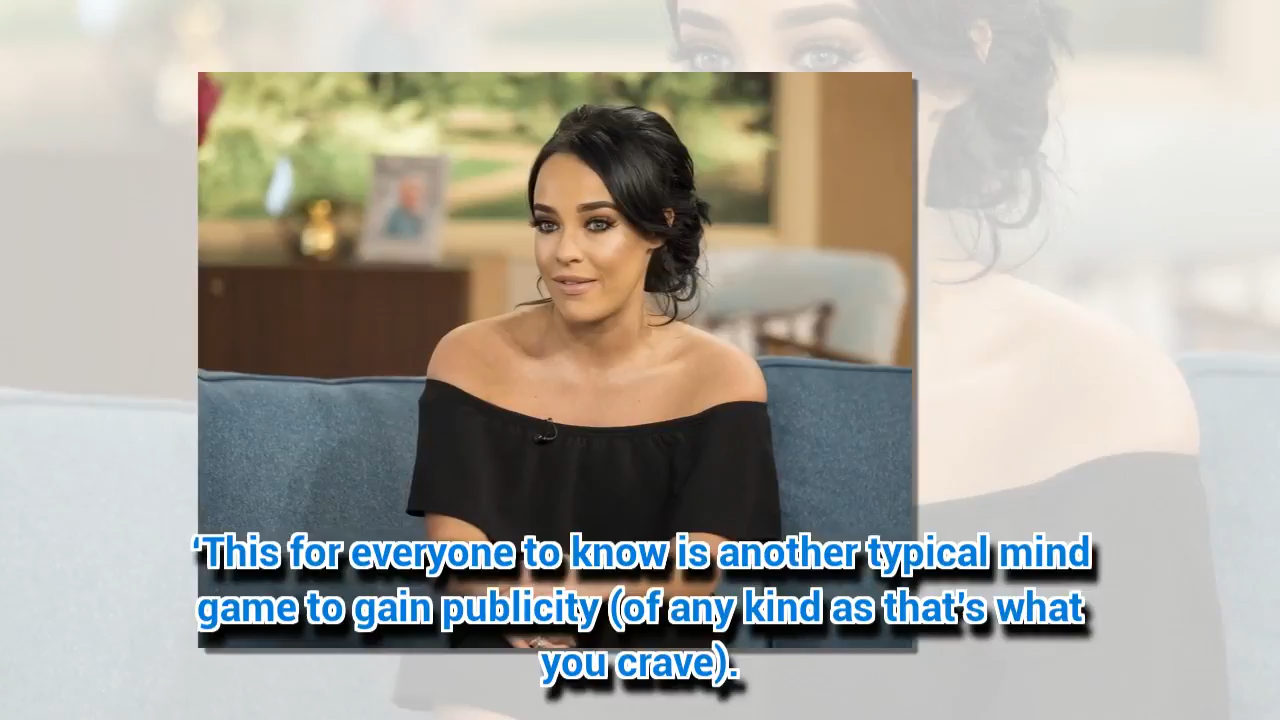 ‘This for everyone to know is another typical mind
game to gain publicity (of any kind as that's what
you crave).